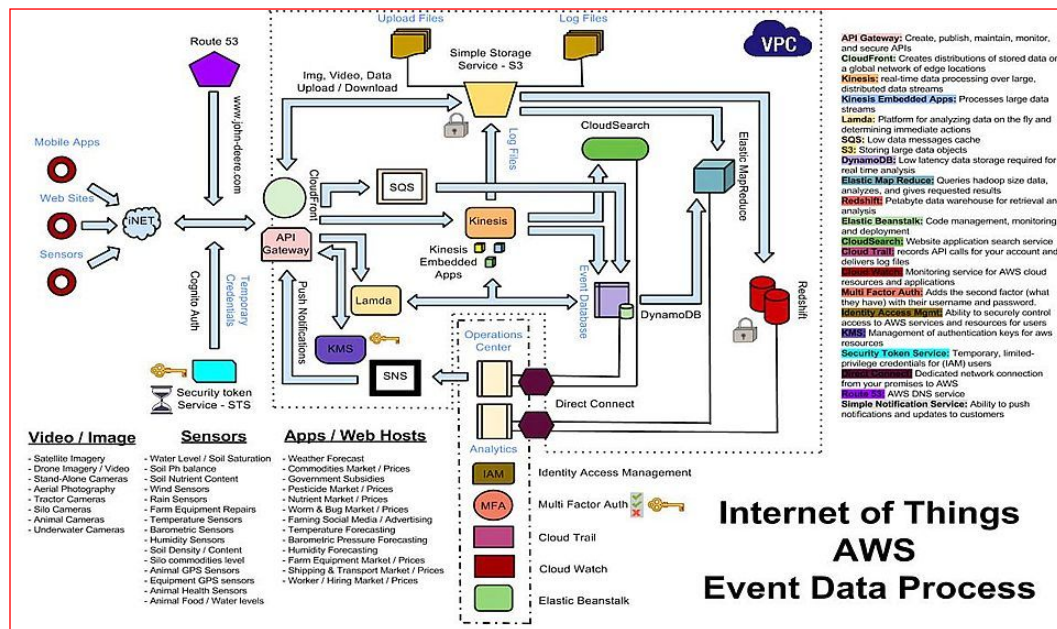 Upload Files
Log Files
Route 53
VPC
Simple Storage
Service - S3
Img, Video, Data
Upload / Download
www.john-deere.com
CloudSearch
Log Files
Elastic MapReduce
Mobile Apps
Web Sites
Sensors
iNET
CloudFront
SQS
Kinesis
API
Gateway
Kinesis
Embedded
Apps
Temporary
Credentials
Cognito Auth
Push Notifications
Lamda
Event Database
DynamoDB
Redshift
KMS
Operations
Center
SNS
Security token
Service - STS
Direct Connect
Analytics
Video / Image
- Satellite Imagery
- Drone Imagery / Video
- Stand-Alone Cameras
- Aerial Photography
- Tractor Cameras
- Silo Cameras
- Animal Cameras
- Underwater Cameras
Sensors
- Water Level / Soil Saturation
- Soil Ph balance
- Soil Nutrient Content
- Wind Sensors
- Rain Sensors
- Farm Equipment Repairs
- Temperature Sensors
- Barometric Sensors
- Humidity Sensors
- Soil Density / Content
- Silo commodities level
- Animal GPS Sensors
- Equipment GPS sensors
- Animal Health Sensors
- Animal Food / Water levels
Apps / Web Hosts
- Weather Forecast
- Commodities Market / Prices
- Government Subsidies
- Pesticide Market / Prices
- Nutrient Market / Prices
- Worm & Bug Market / Prices
- Faming Social Media / Advertising
- Temperature Forecasting
- Barometric Pressure Forecasting
- Humidity Forecasting
- Farm Equipment Market / Prices
- Shipping & Transport Market / Prices
- Worker / Hiring Market / Prices
IAM
Identity Access Management
MFA
Multi Factor Auth
Cloud Trail
Cloud Watch
Elastic Beanstalk
API Gateway: Create, publish, maintain, monitor,
and secure APIs
CloudFront: Creates distributions of stored data on
a global network of edge locations
Kinesis: real-time data processing over large,
distributed data streams
Kinesis Embedded Apps: Processes large data
streams
Lamda: Platform for analyzing data on the fly and
determining immediate actions
SQS: Low data messages cache
S3: Storing large data objects
DynamoDB: Low latency data storage required for
real time analysis
Elastic Map Reduce: Queries hadoop size data,
analyzes, and gives requested results
Redshift: Petabyte data warehouse for retrieval and
analysis
Elastic Beanstalk: Code management, monitoring
and deployment
CloudSearch: Website application search service
Cloud Trail: records API calls for your account and
delivers log files
Cloud Watch: Monitoring service for AWS cloud
resources and applications
Multi Factor Auth: Adds the second factor (what
they have) with their username and password.
Identity Access Mgmt: Ability to securely control
access to AWS services and resources for users
KMS: Management of authentication keys for aws
resources
Security Token Service: Temporary, limited-
privilege credentials for (IAM) users
Direct Connect: Dedicated network connection
from your premises to AWS
Route 53: AWS DNS service
Simple Notification Service: Ability to push
notifications and updates to customers
Internet of Things
AWS
Event Data Process